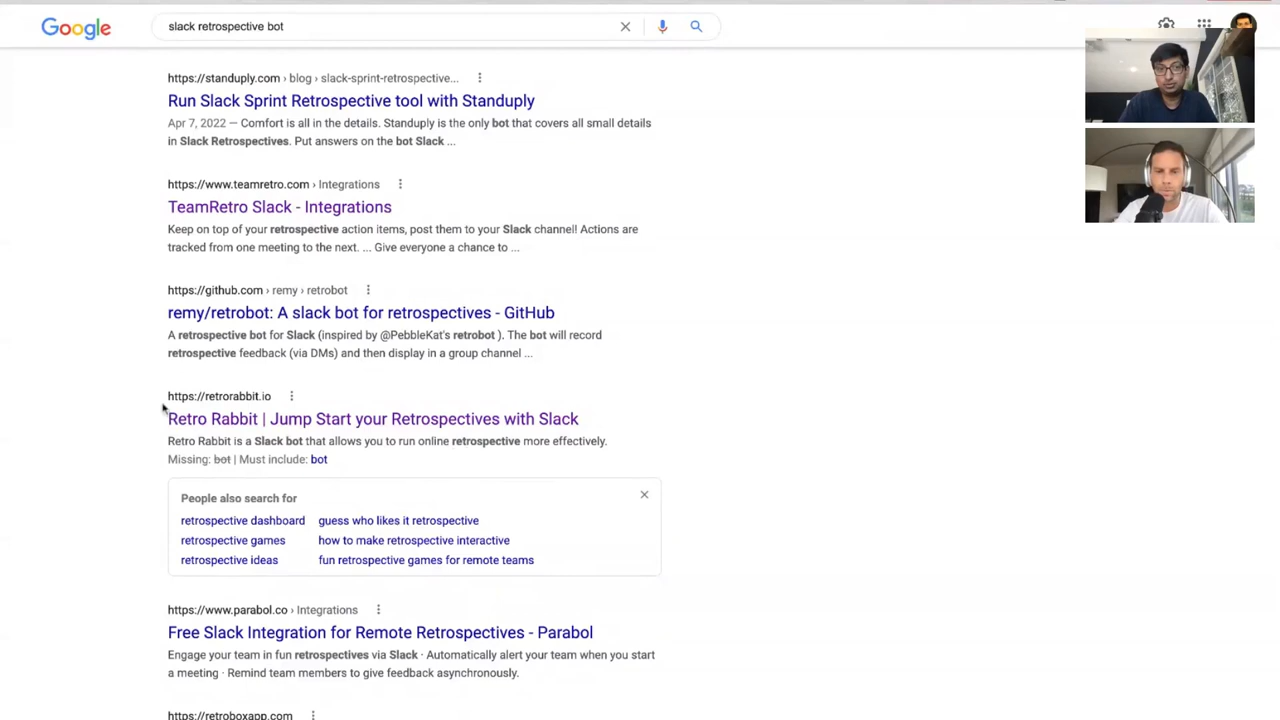 Google
slack retrospective bot
https://standuply.com › blog › slack-sprint-retrospective...
Run Slack Sprint Retrospective tool with Standuply
Apr 7, 2022 — Comfort is all in the details. Standuply is the only bot that covers all small details
in Slack Retrospectives. Put answers on the bot Slack ...
https://www.teamretro.com › Integrations
TeamRetro Slack - Integrations
Keep on top of your retrospective action items, post them to your Slack channel! Actions are
tracked from one meeting to the next. ... Give everyone a chance to ...
https://github.com › remy › retrobot
remy/retrobot: A slack bot for retrospectives - GitHub
A retrospective bot for Slack (inspired by @PebbleKat's retrobot ). The bot will record
retrospective feedback (via DMs) and then display in a group channel ...
https://retrorabbit.io
Retro Rabbit | Jump Start your Retrospectives with Slack
Retro Rabbit is a Slack bot that allows you to run online retrospective more effectively.
Missing: bot | Must include: bot
People also search for
retrospective dashboard guess who likes it retrospective
retrospective games how to make retrospective interactive
retrospective ideas fun retrospective games for remote teams
https://www.parabol.co › Integrations
Free Slack Integration for Remote Retrospectives - Parabol
Engage your team in fun retrospectives via Slack · Automatically alert your team when you start
a meeting · Remind team members to give feedback asynchronously.
https://retroboxapp.com